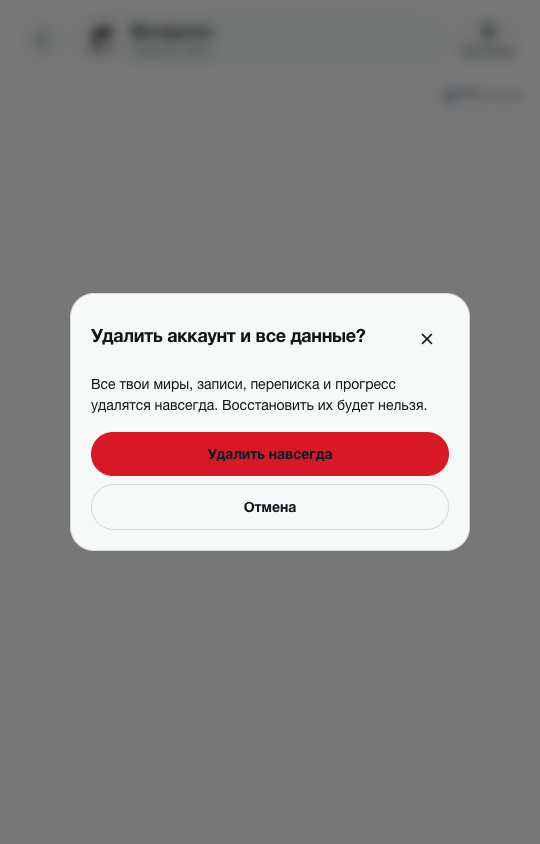 Удалить аккаунт и все данные?
Все твои миры, записи, переписка и прогресс
удалятся навсегда. Восстановить их будет нельзя.
Удалить навсегда
Отмена